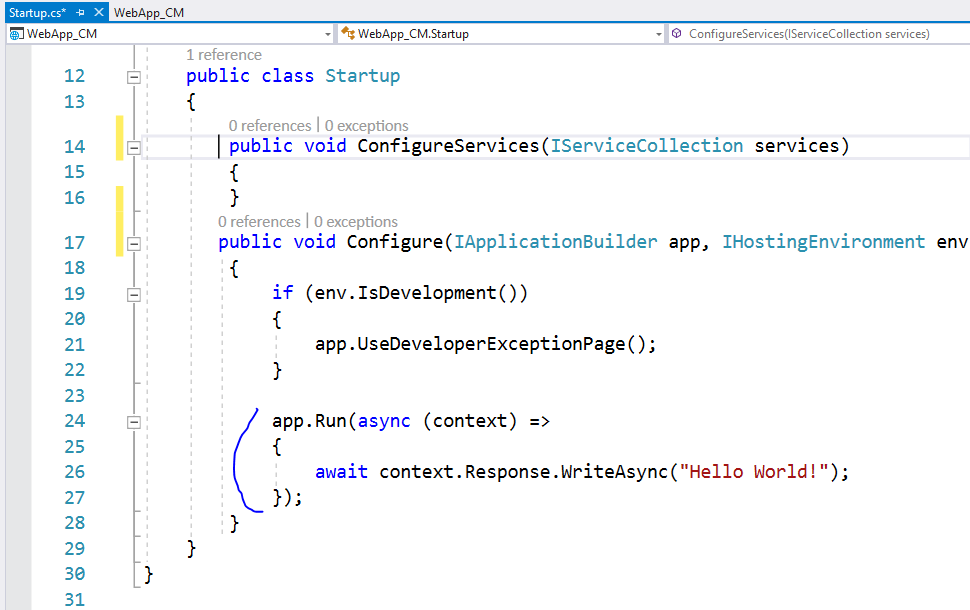 Startup.cs* WebApp_CM
WebApp_CM WebApp_CM.Startup ConfigureServices(IServiceCollection services)
1 reference
12 public class Startup
13 {
0 references | 0 exceptions
14 public void ConfigureServices(IServiceCollection services)
15 {
16 }
0 references | 0 exceptions
17 public void Configure(IApplicationBuilder app, IHostingEnvironment env
18 {
19 if (env.IsDevelopment())
20 {
21 app.UseDeveloperExceptionPage();
22 }
23
24 app.Run(async (context) =>
25 {
26 await context.Response.WriteAsync("Hello World!");
27 });
28 }
29 }
30 }
31